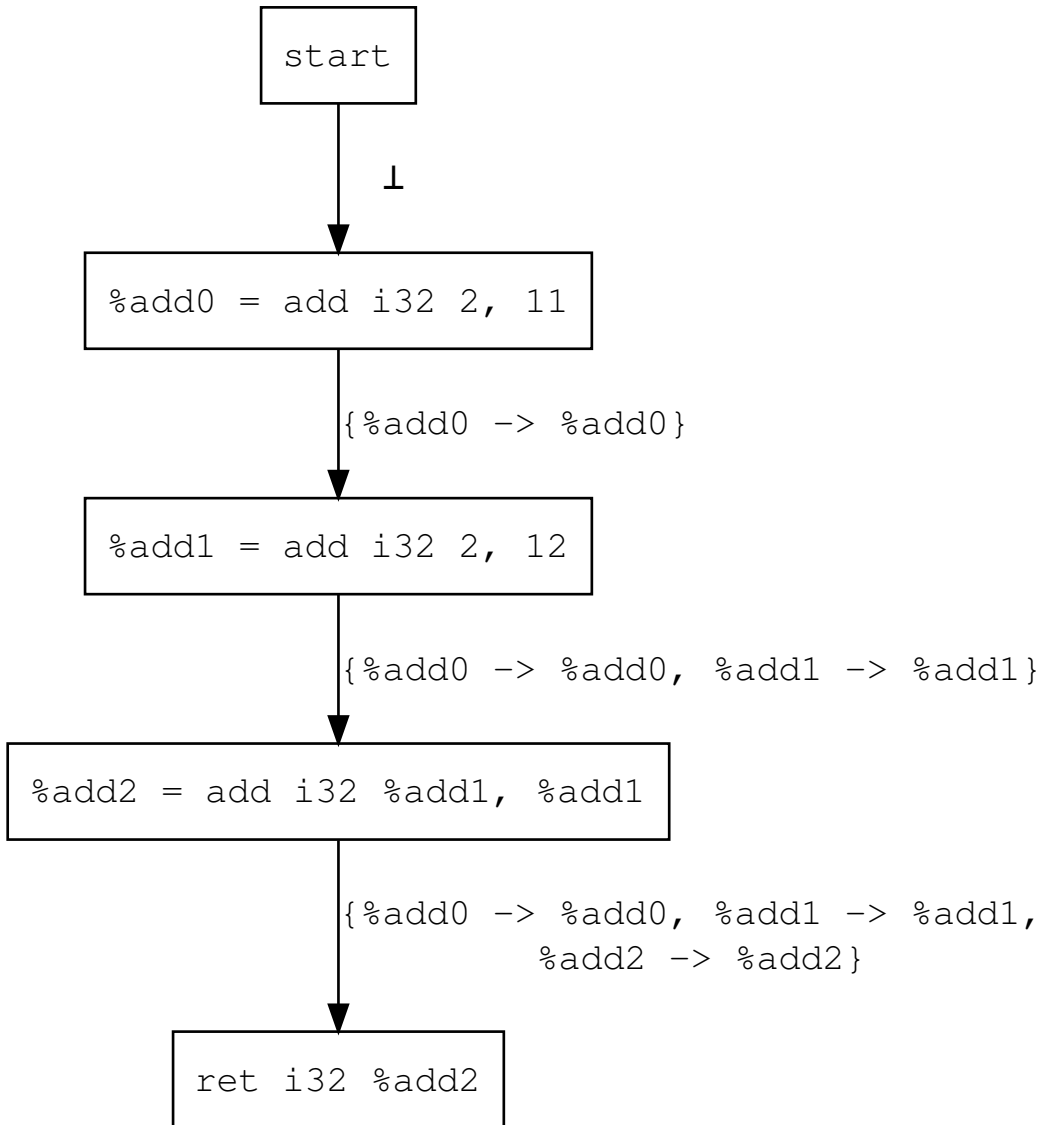 start
⊥
%add0 = add i32 2, 11
{%add0 -> %add0}
%add1 = add i32 2, 12
{%add0 -> %add0, %add1 -> %add1}
%add2 = add i32 %add1, %add1
{%add0 -> %add0, %add1 -> %add1,
%add2 -> %add2}
ret i32 %add2